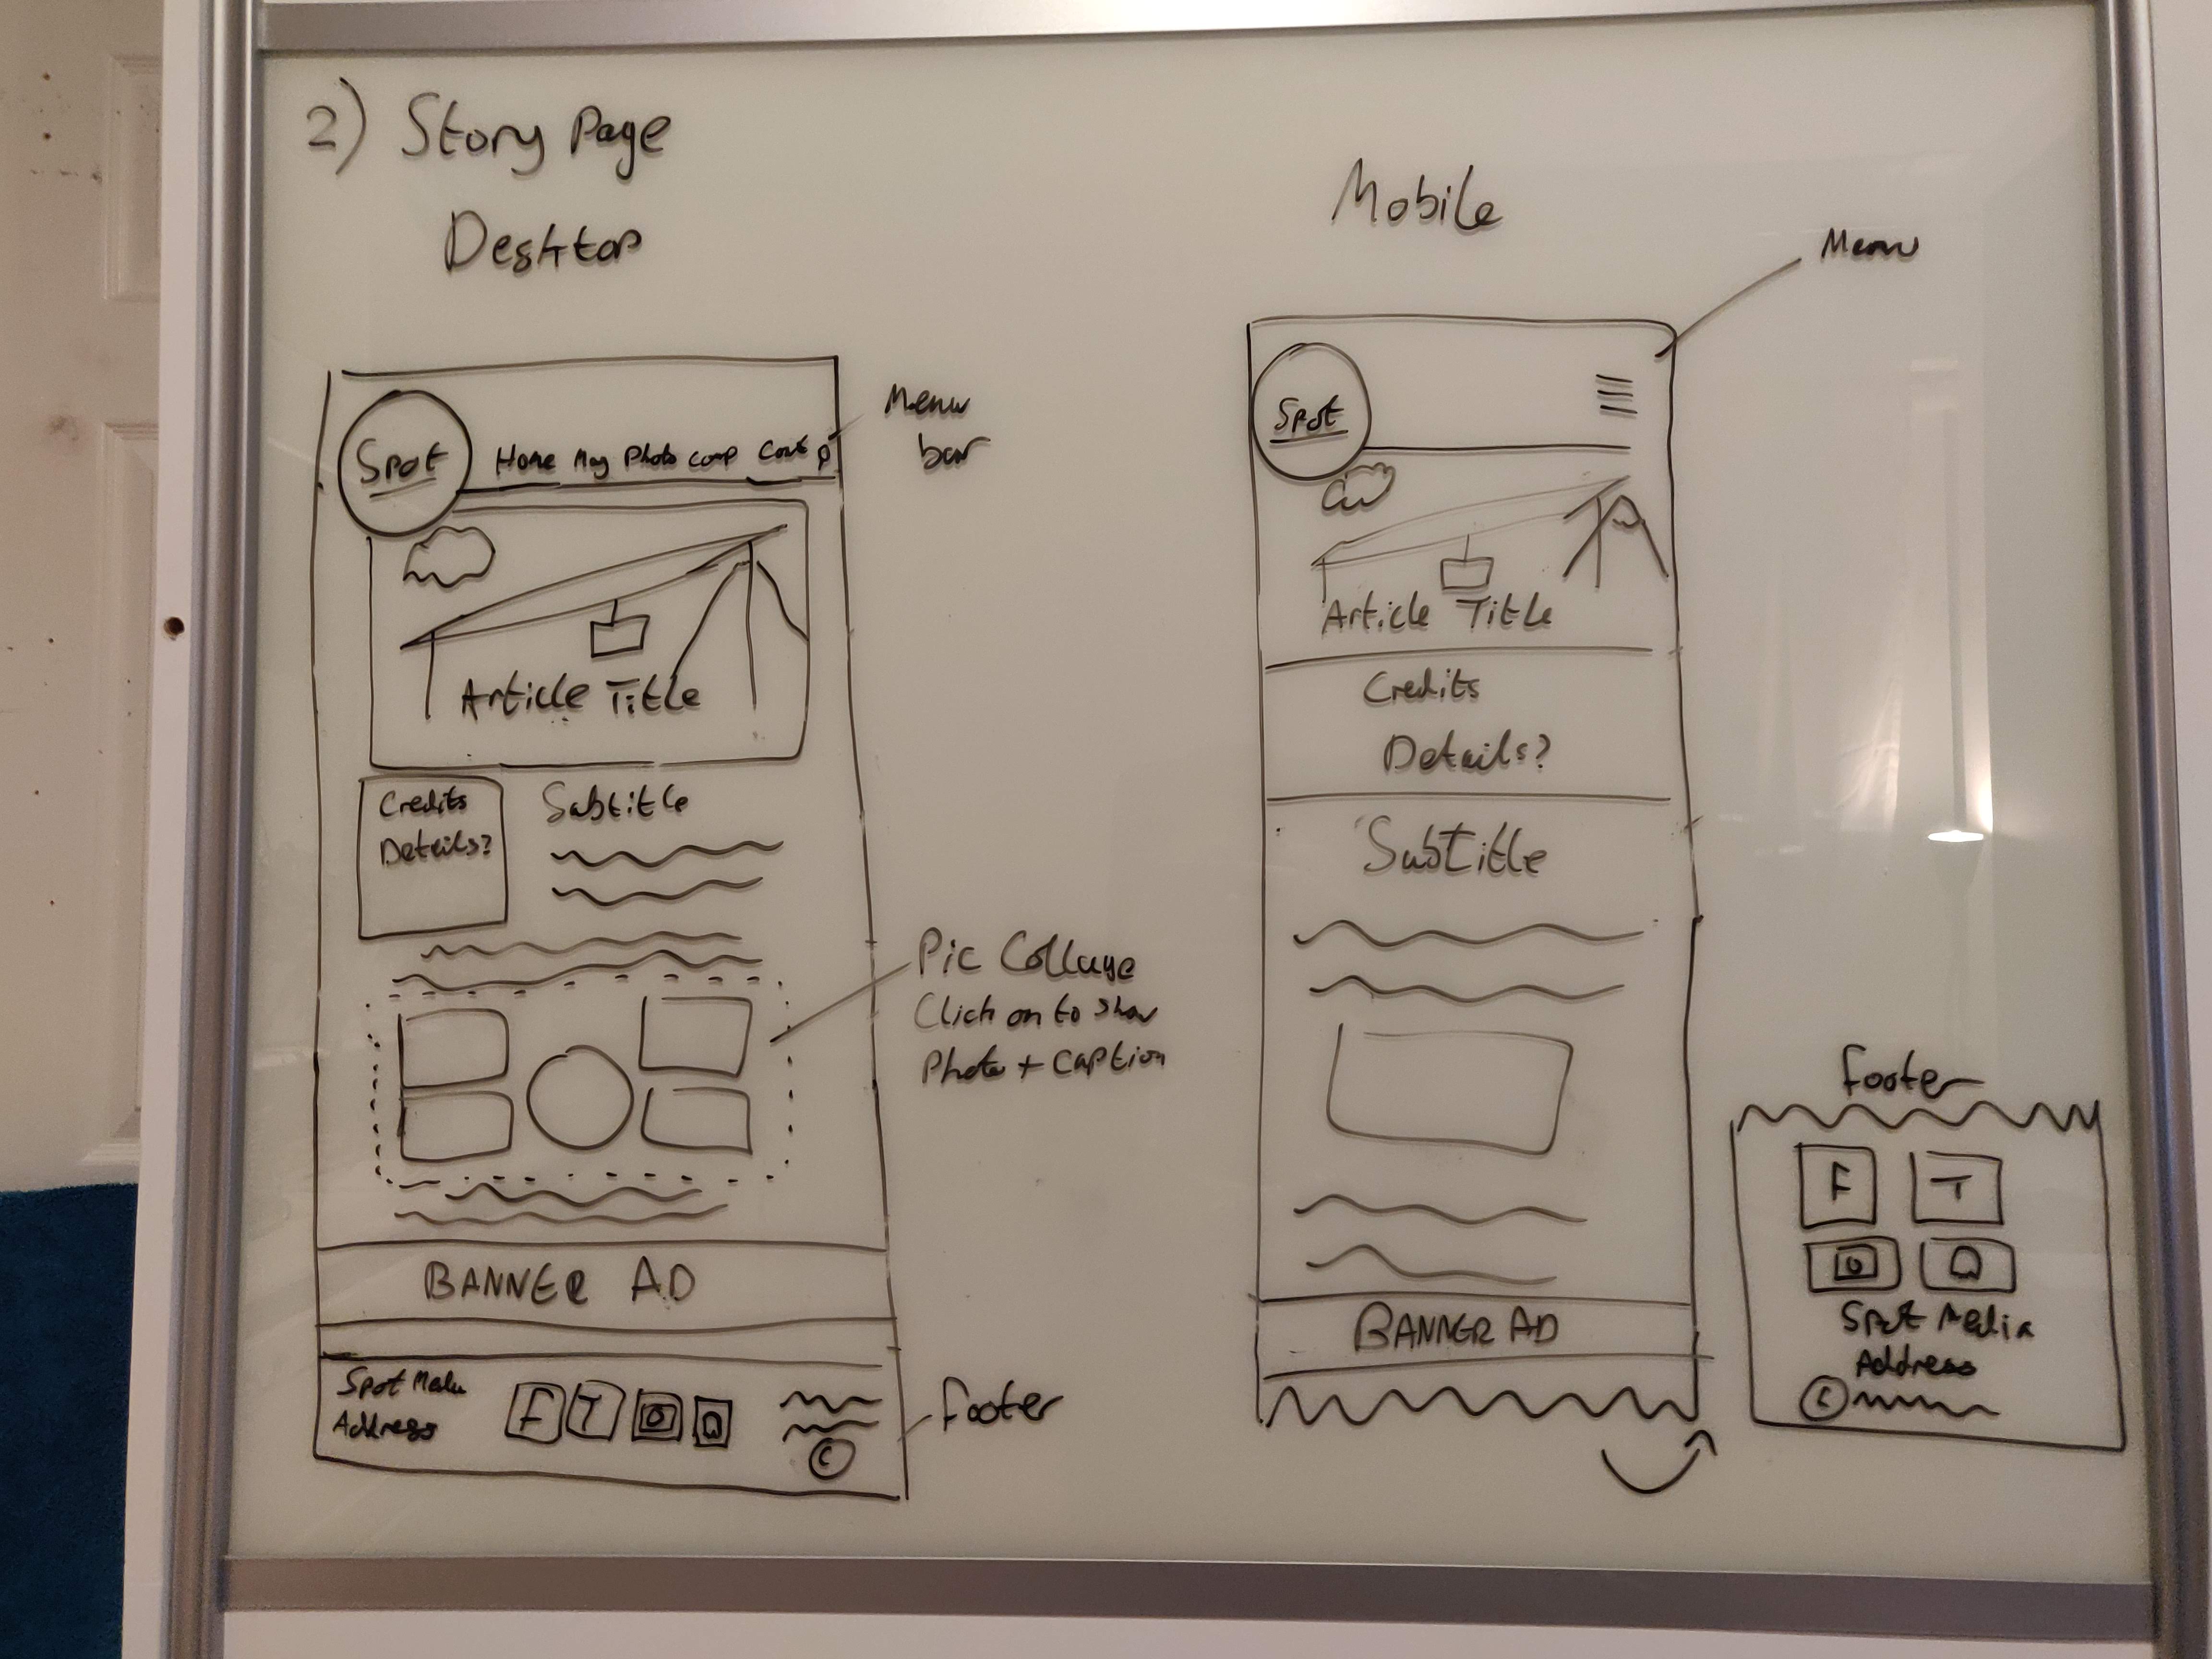 2) Story Page
Desktop
Menu
bar
Spot
Home Mag Photo comp Cont
Article Title
Credits
Details?
Subtitle
Pic Collage
Click on to show
Photo + Caption
BANNER AD
Spot Media
Address
F T
©
Footer
Mobile
Menu
Spot
Article Title
Credits
Details?
Subtitle
BANNER AD
Footer
F T
Spot Media
Address
©